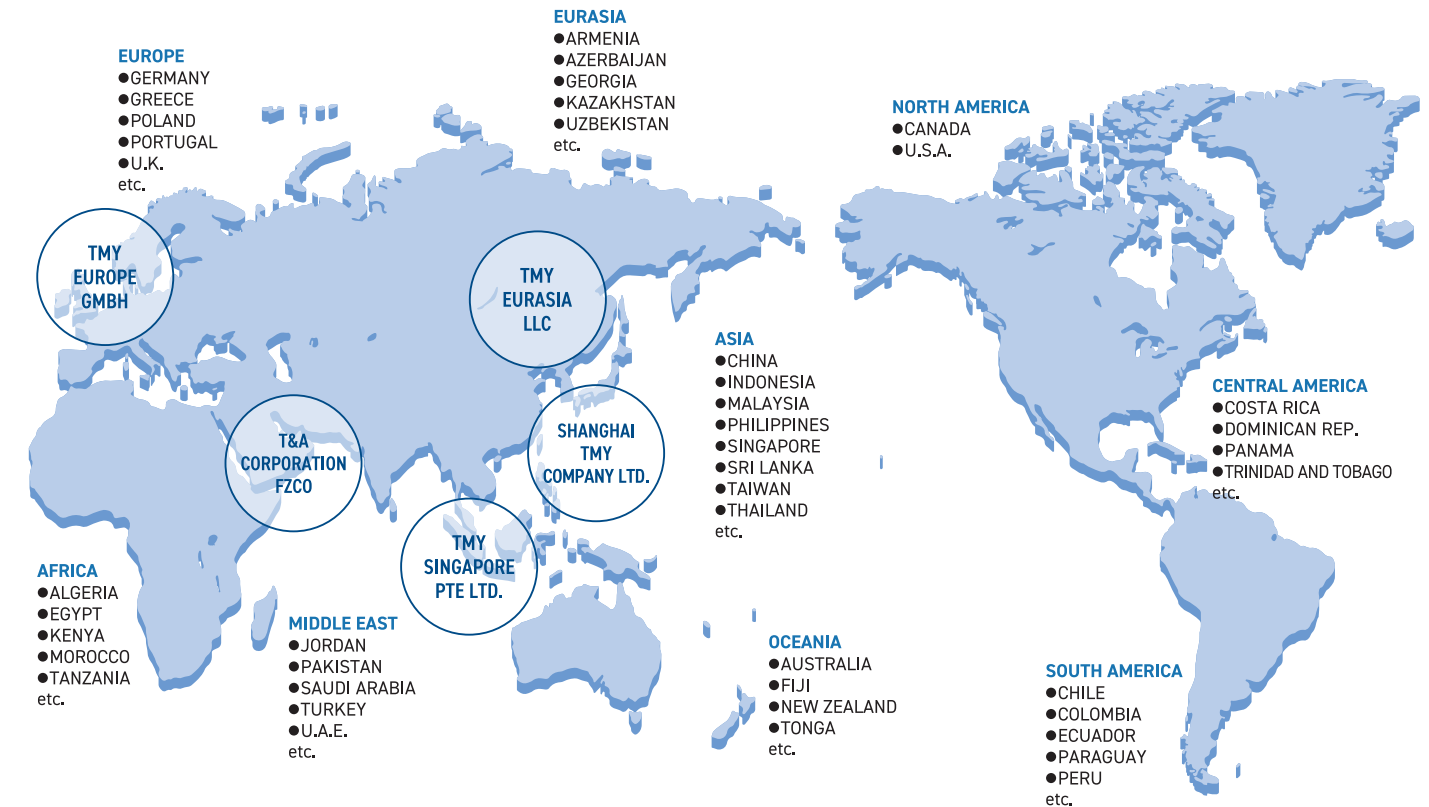 EURASIA
●ARMENIA
●AZERBAIJAN
●GEORGIA
●KAZAKHSTAN
●UZBEKISTAN
etc.
EUROPE
●GERMANY
●GREECE
●POLAND
●PORTUGAL
●U.K.
etc.
NORTH AMERICA
●CANADA
●U.S.A.
TMY
EUROPE
GMBH
TMY
EURASIA
LLC
ASIA
●CHINA
●INDONESIA
●MALAYSIA
●PHILIPPINES
●SINGAPORE
●SRI LANKA
●TAIWAN
●THAILAND
etc.
CENTRAL AMERICA
●COSTA RICA
●DOMINICAN REP.
●PANAMA
●TRINIDAD AND TOBAGO
etc.
T&A
CORPORATION
FZCO
SHANGHAI
TMY
COMPANY LTD.
TMY
SINGAPORE
PTE LTD.
AFRICA
●ALGERIA
●EGYPT
●KENYA
●MOROCCO
●TANZANIA
etc.
MIDDLE EAST
●JORDAN
●PAKISTAN
●SAUDI ARABIA
●TURKEY
●U.A.E.
etc.
OCEANIA
●AUSTRALIA
●FIJI
●NEW ZEALAND
●TONGA
etc.
SOUTH AMERICA
●CHILE
●COLOMBIA
●ECUADOR
●PARAGUAY
●PERU
etc.